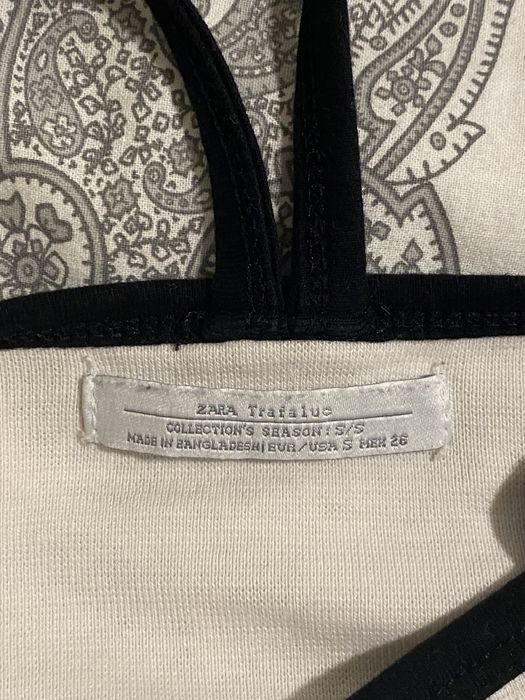 ZARA Trafaluc
COLLECTION'S SEASON: S/S
MADE IN BANGLADESH|EUR/USA S MEX 26